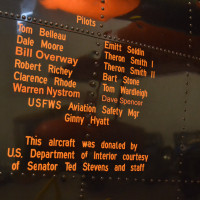 Pilots
Tom Belleau
Dale Moore
Bill Overway
Robert Richey
Clarence Rhode
Warren Nystrom
Emitt Soldin
Theron Smith I
Theron Smith II
Bart Stone
Tom Wardleigh
Dave Spencer
USFWS Aviation Safety Mgr
Ginny Hyatt
This aircraft was donated by
U.S. Department of Interior courtesy
of Senator Ted Stevens and staff